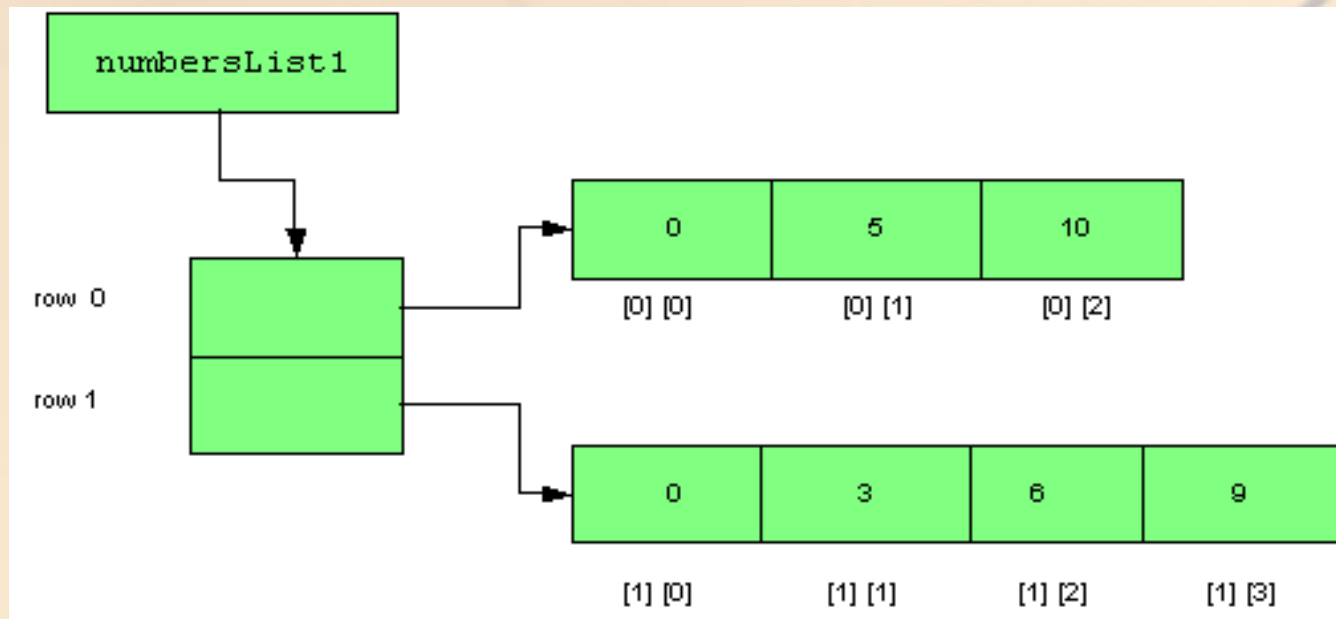 numbersList1
0 5 10
row 0
[0] [0] [0] [1] [0] [2]
row 1
0 3 6 9
[1] [0] [1] [1] [1] [2] [1] [3]